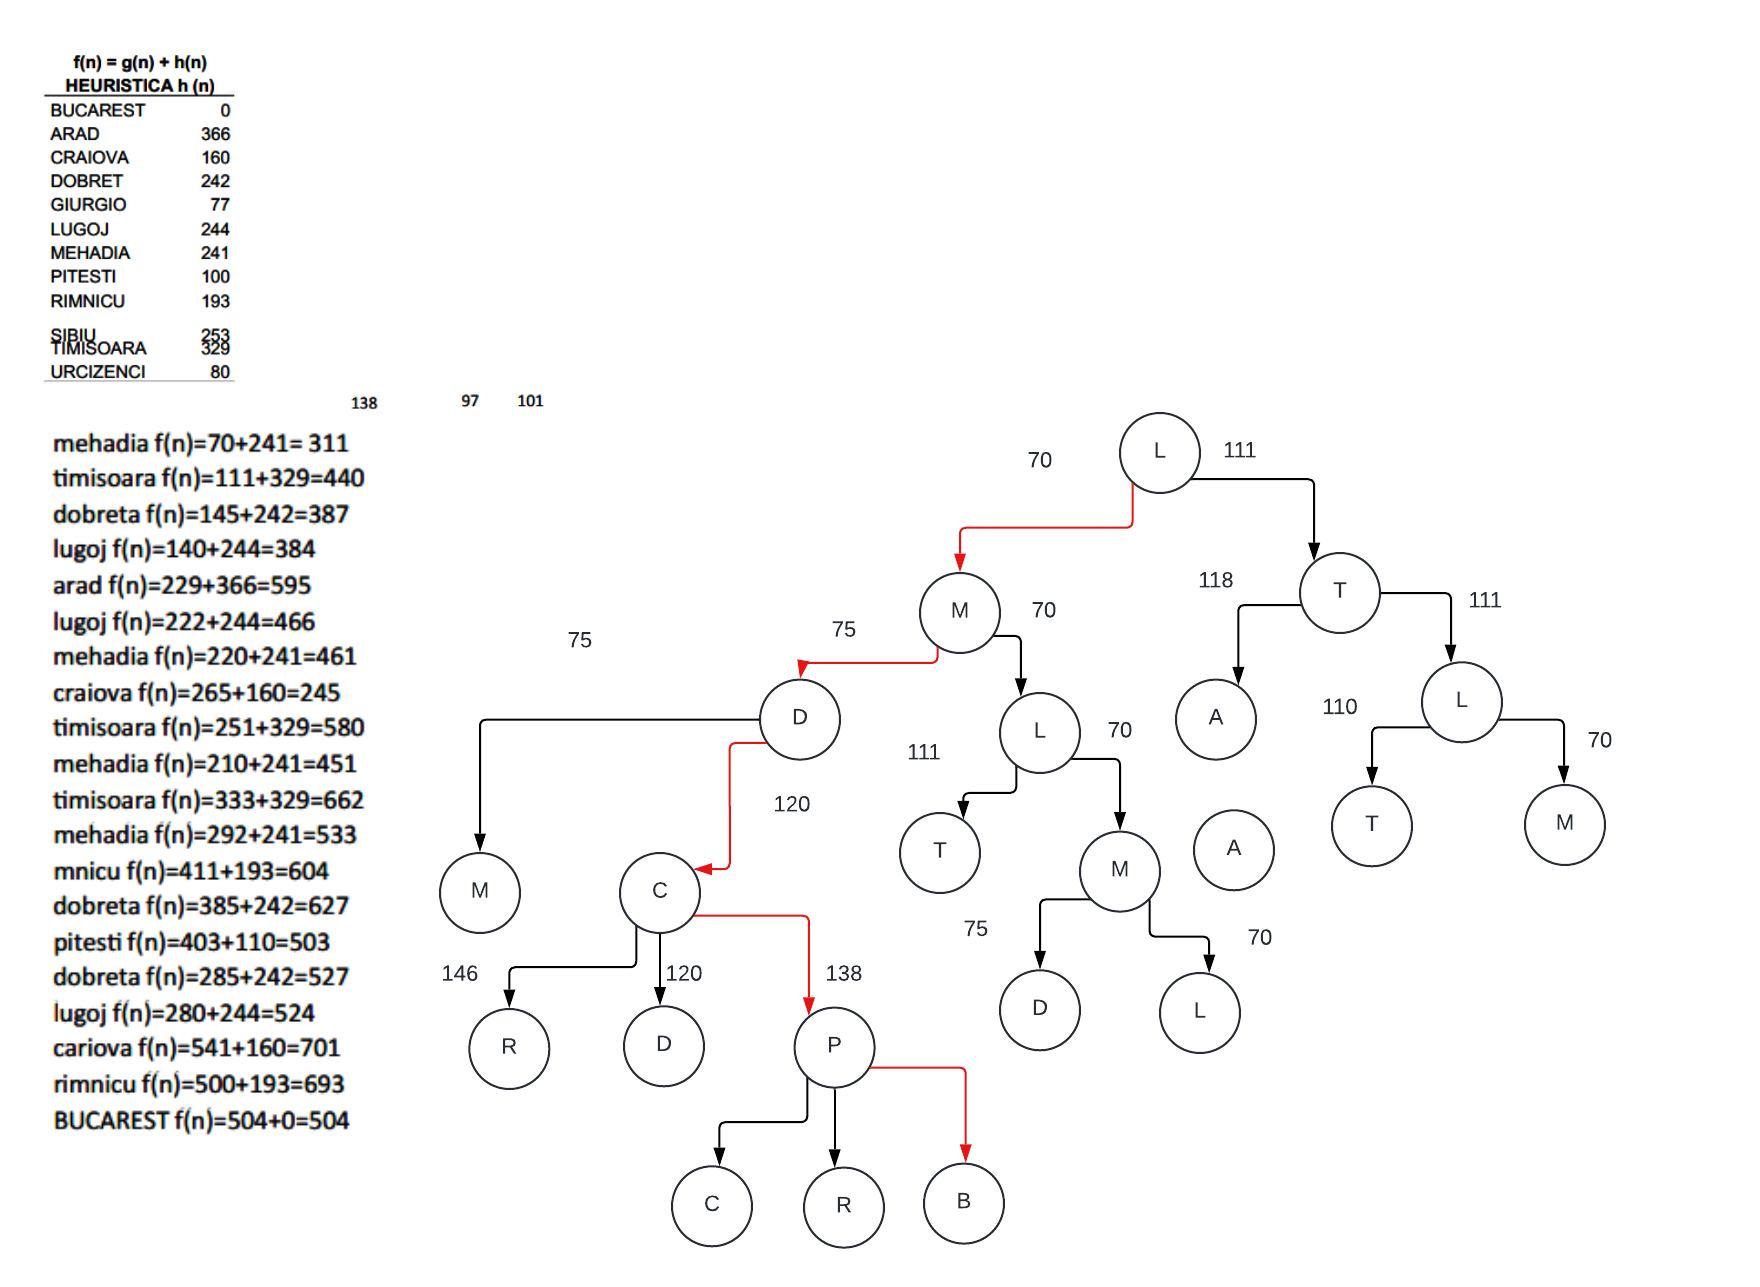 f(n) = g(n) + h(n)
HEURISTICA h (n)
BUCAREST 0
ARAD 366
CRAIOVA 160
DOBRET 242
GIURGIO 77
LUGOJ 244
MEHADIA 241
PITESTI 100
RIMNICU 193
SIBIU 253
TIMISOARA 329
URCIZENCI 80
138 97 101
mehadia f(n)=70+241= 311
timisoara f(n)=111+329=440
dobreta f(n)=145+242=387
lugoj f(n)=140+244=384
arad f(n)=229+366=595
lugoj f(n)=222+244=466
mehadia f(n)=220+241=461
craiova f(n)=265+160=245
timisoara f(n)=251+329=580
mehadia f(n)=210+241=451
timisoara f(n)=333+329=662
mehadia f(n)=292+241=533
mnicu f(n)=411+193=604
dobreta f(n)=385+242=627
pitesti f(n)=403+110=503
dobreta f(n)=285+242=527
lugoj f(n)=280+244=524
cariova f(n)=541+160=701
rimnicu f(n)=500+193=693
BUCAREST f(n)=504+0=504
70 L 111
118 T 111
75 75 M 70
110 L 70
D 111 L 70 A
120
M C T M A T M
75 70
146 120 138 D L
R D P
C R B